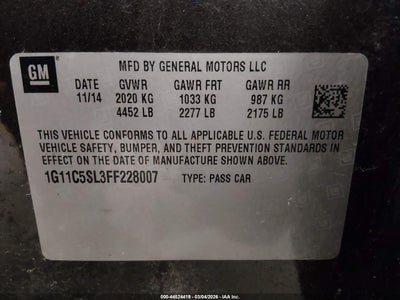 MFD BY GENERAL MOTORS LLC
GM
DATE GVWR GAWR FRT GAWR RR
11/14 2020 KG 1033 KG 987 KG
4452 LB 2277 LB 2175 LB
THIS VEHICLE CONFORMS TO ALL APPLICABLE U.S. FEDERAL MOTOR
VEHICLE SAFETY, BUMPER, AND THEFT PREVENTION STANDARDS IN
EFFECT ON THE DATE OF MANUFACTURE SHOWN ABOVE.
1G11C5SL3FF228007 TYPE: PASS CAR
000-44524419 - 03/04/2026 - IAA Inc.